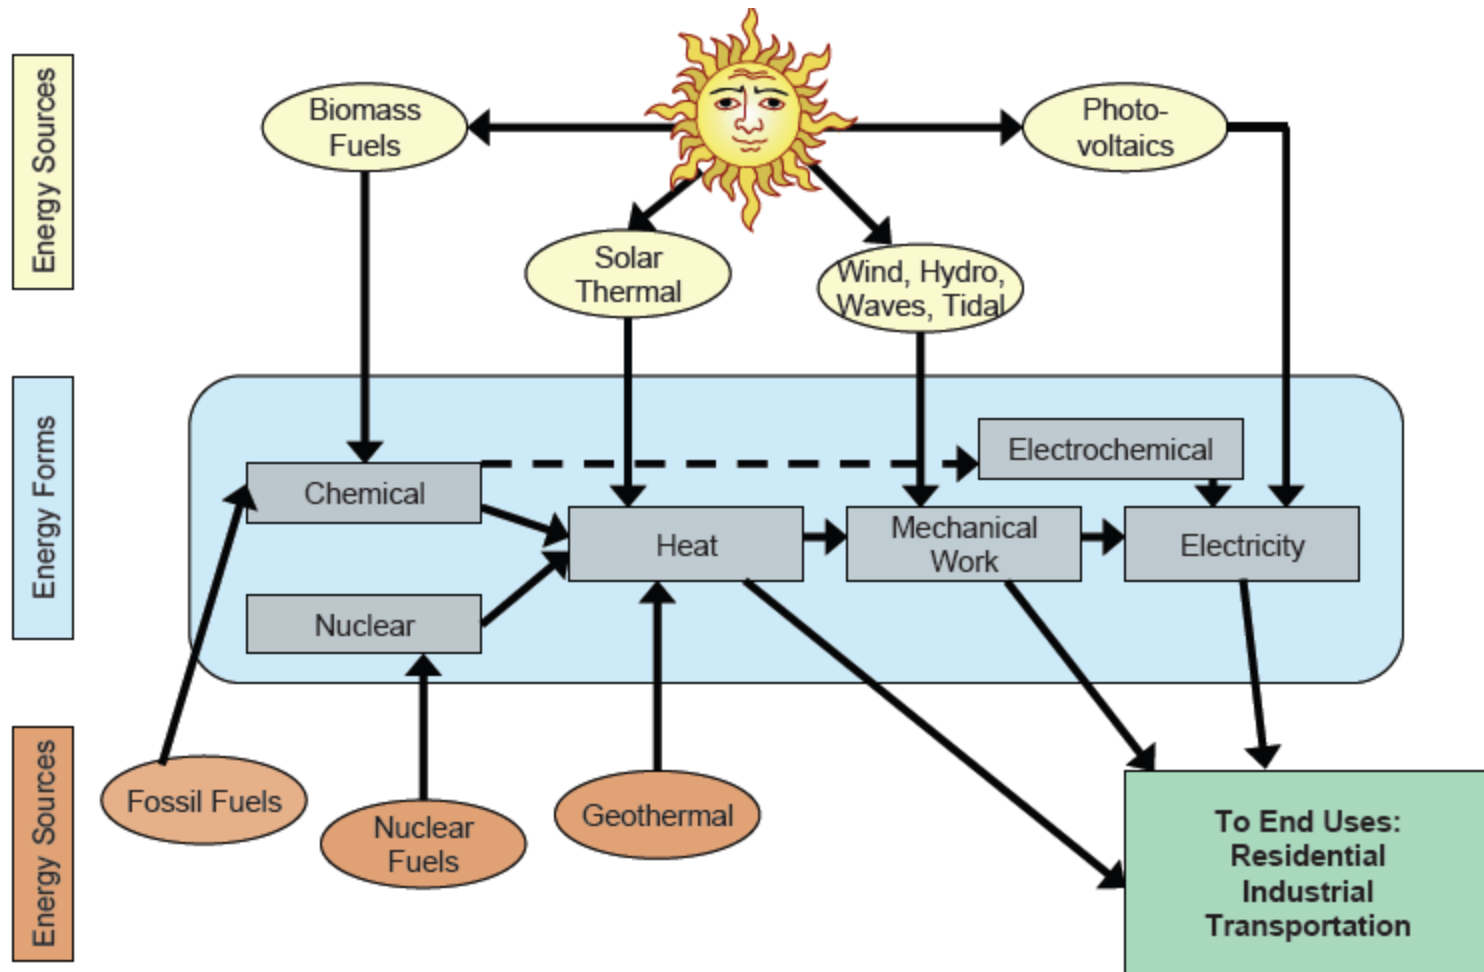 Energy Sources
Biomass
Fuels
Photo-
voltaics
Solar
Thermal
Wind, Hydro,
Waves, Tidal
Energy Forms
Electrochemical
Chemical
Heat
Mechanical
Work
Electricity
Nuclear
Energy Sources
Fossil Fuels
Nuclear
Fuels
Geothermal
To End Uses:
Residential
Industrial
Transportation